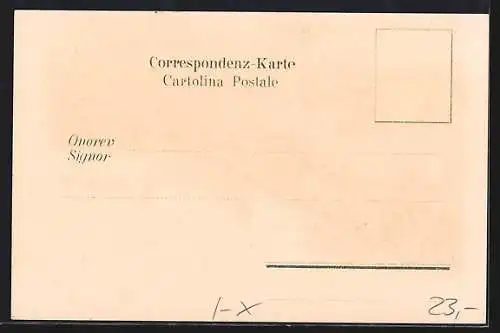 Correspondenz-Karte
Cartolina Postale
Onorev
Signor
1-X
23,-